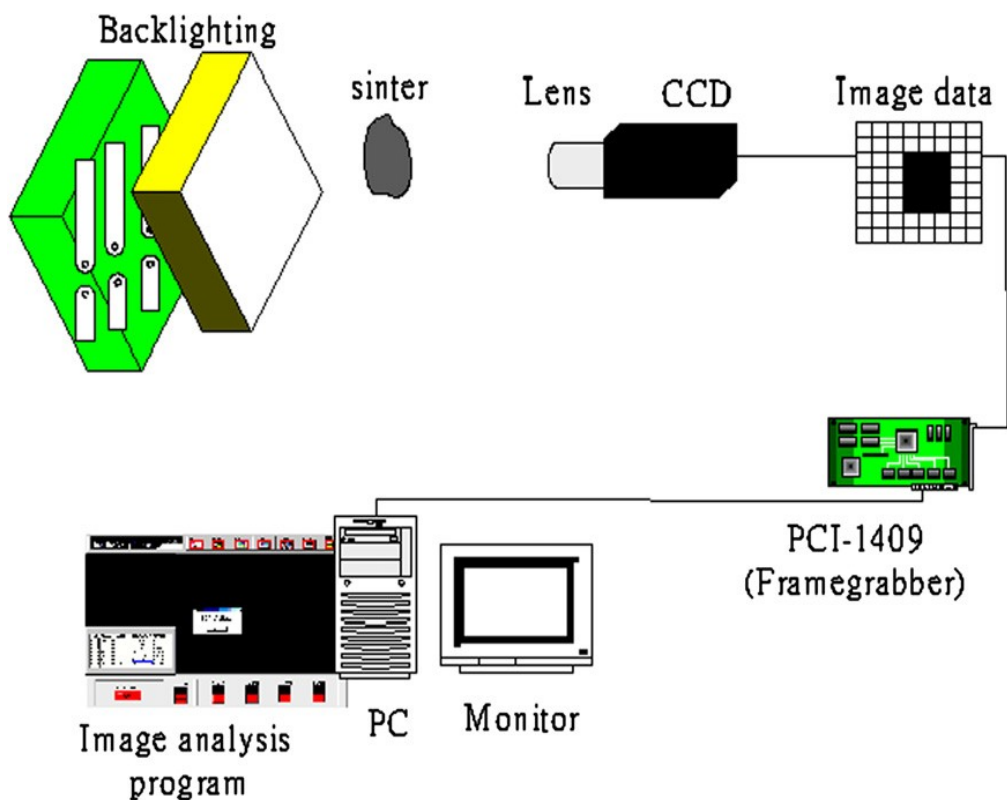 Backlighting
sinter
Lens
CCD
Image data
PCI-1409
(Framegrabber)
PC
Monitor
Image analysis
program